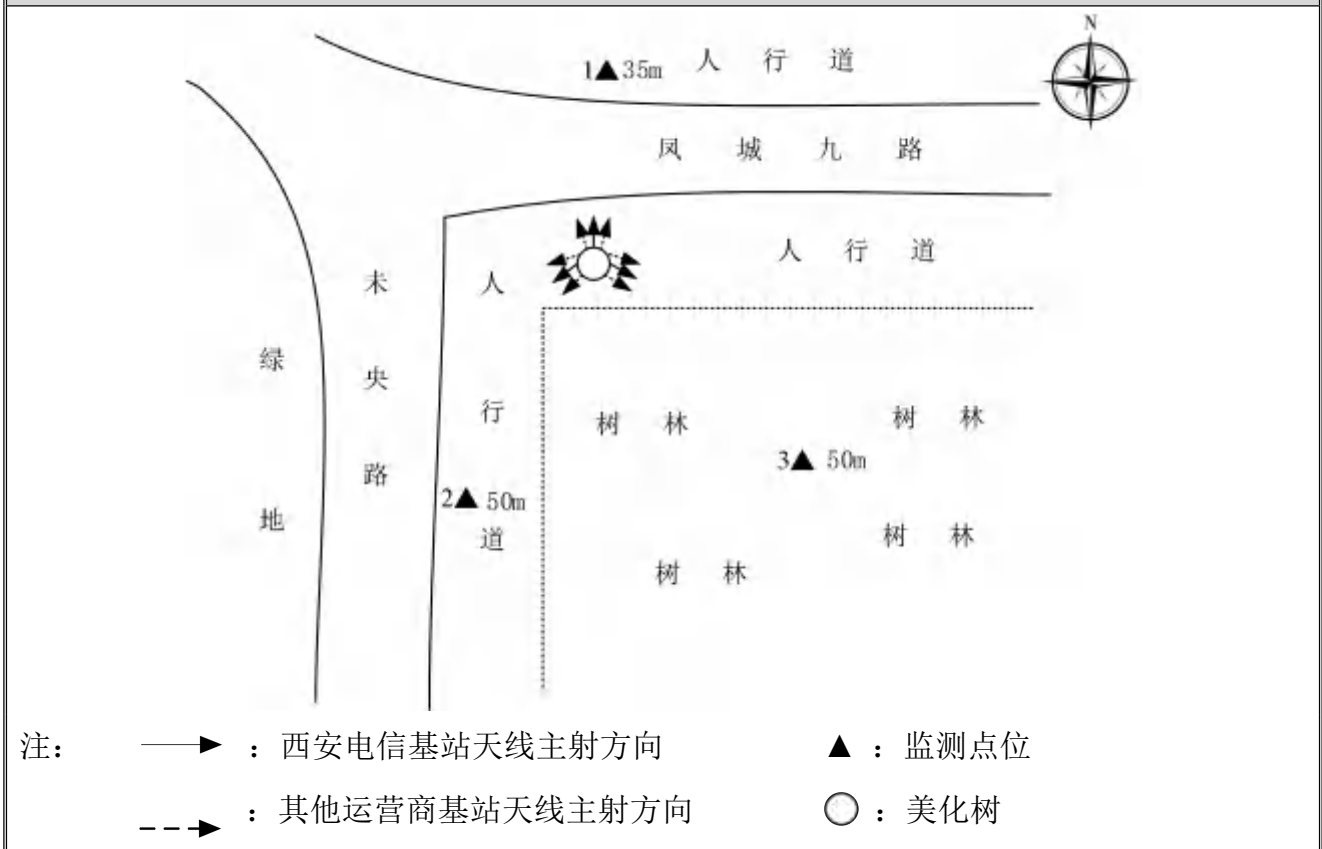 N
1▲35m 人行道
凤城九路
人行道
未央路
人行道
绿地
树林
树林
3▲ 50m
2▲ 50m
树林
树林
注： ：西安电信基站天线主射方向 ▲：监测点位
：其他运营商基站天线主射方向 ：美化树